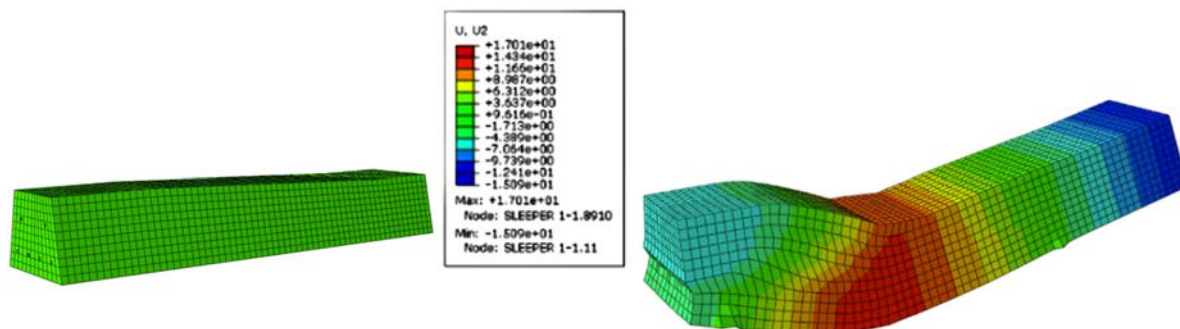 U, U2
+1.701e+01
+1.434e+01
+1.166e+01
+8.987e+00
+6.312e+00
+3.637e+00
+9.616e-01
-1.713e+00
-4.389e+00
-7.064e+00
-9.739e+00
-1.241e+01
-1.509e+01
Max: +1.701e+01
Node: SLEEPER 1-1.8910
Min: -1.509e+01
Node: SLEEPER 1-1.11